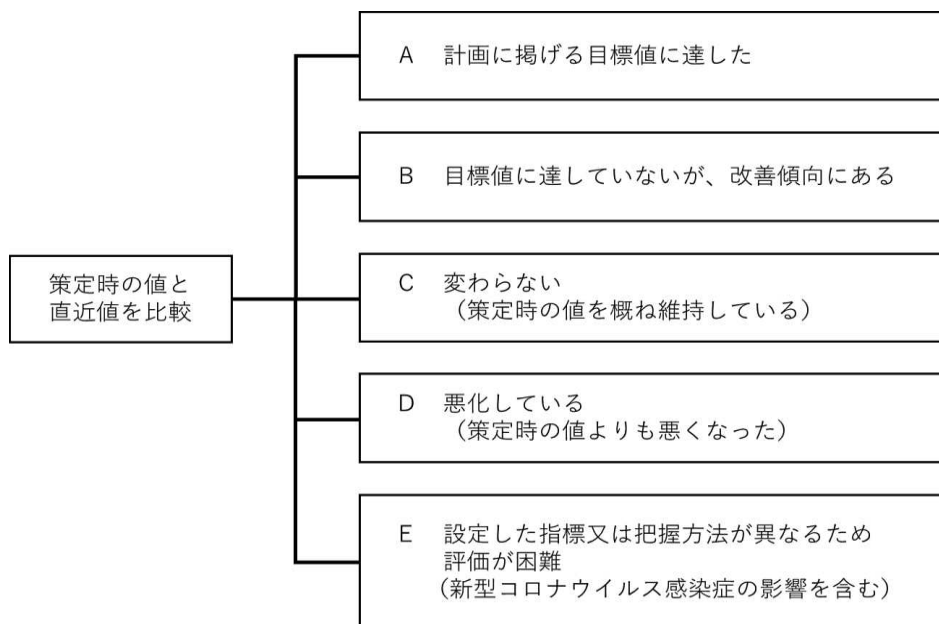 策定時の値と
直近値を比較
A 計画に掲げる目標値に達した
B 目標値に達していないが、改善傾向にある
C 変わらない
（策定時の値を概ね維持している）
D 悪化している
（策定時の値よりも悪くなった）
E 設定した指標又は把握方法が異なるため
評価が困難
（新型コロナウイルス感染症の影響を含む）